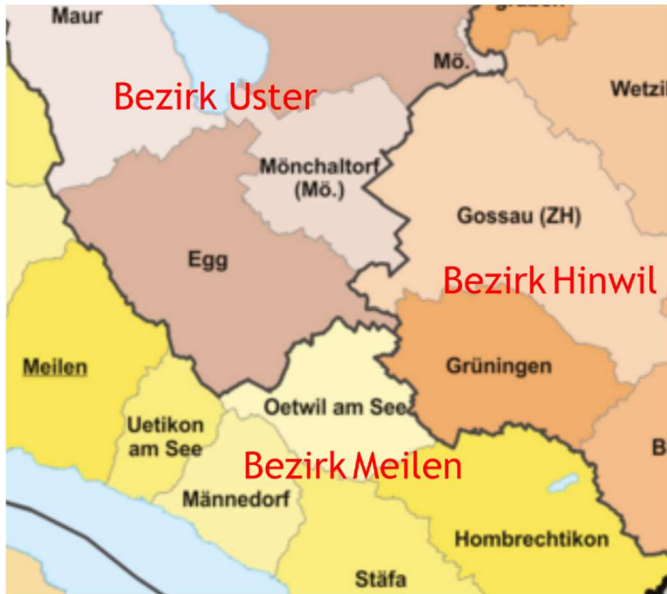 Maur
Mö.
Wetzi
Bezirk Uster
Mönchaltorf
(Mö.)
Gossau (ZH)
Egg
Bezirk Hinwil
Meilen
Grüningen
Oetwil am See
Uetikon
am See
B
Bezirk Meilen
Männedorf
Hombrechtikon
Stäfa